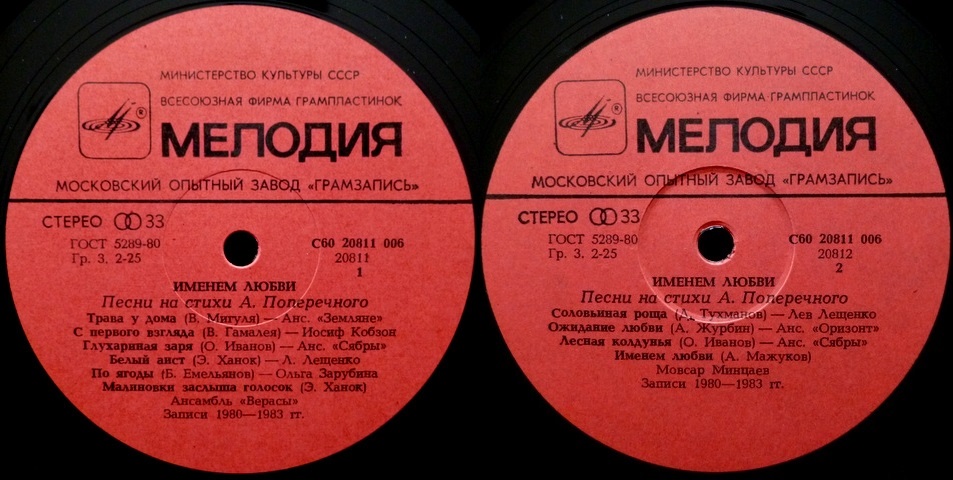 МИНИСТЕРСТВО КУЛЬТУРЫ СССР
ВСЕСОЮЗНАЯ ФИРМА ГРАМПЛАСТИНОК
®
МЕЛОДИЯ
МОСКОВСКИЙ ОПЫТНЫЙ ЗАВОД «ГРАМЗАПИСЬ»
СТЕРЕО 33
ГОСТ 5289-80
Гр. 3. 2-25
С60 20811 006
20811
1
ИМЕНЕМ ЛЮБВИ
Песни на стихи А. Поперечного
Трава у дома (В. Мигуля) — Анс. «Земляне»
С первого взгляда (В. Гамалея) — Иосиф Кобзон
Глухариная заря (О. Иванов) — Анс. «Сябры»
Белый аист (Э. Ханок) — Л. Лещенко
По ягоды (Б. Емельянов) — Ольга Зарубина
Малиновки заслыша голосок (Э. Ханок)
Ансамбль «Верасы»
Записи 1980—1983 гг.
МИНИСТЕРСТВО КУЛЬТУРЫ СССР
ВСЕСОЮЗНАЯ ФИРМА ГРАМПЛАСТИНОК
®
МЕЛОДИЯ
МОСКОВСКИЙ ОПЫТНЫЙ ЗАВОД «ГРАМЗАПИСЬ»
СТЕРЕО 33
ГОСТ 5289-80
Гр. 3. 2-25
С60 20811 006
20812
2
ИМЕНЕМ ЛЮБВИ
Песни на стихи А. Поперечного
Соловьиная роща (Д. Тухманов) — Лев Лещенко
Ожидание любви (А. Журбин) — Анс. «Оризонт»
Лесная колдунья (О. Иванов) — Анс. «Сябры»
Именем любви (А. Мажуков)
Мовсар Минцаев
Записи 1980—1983 гг.